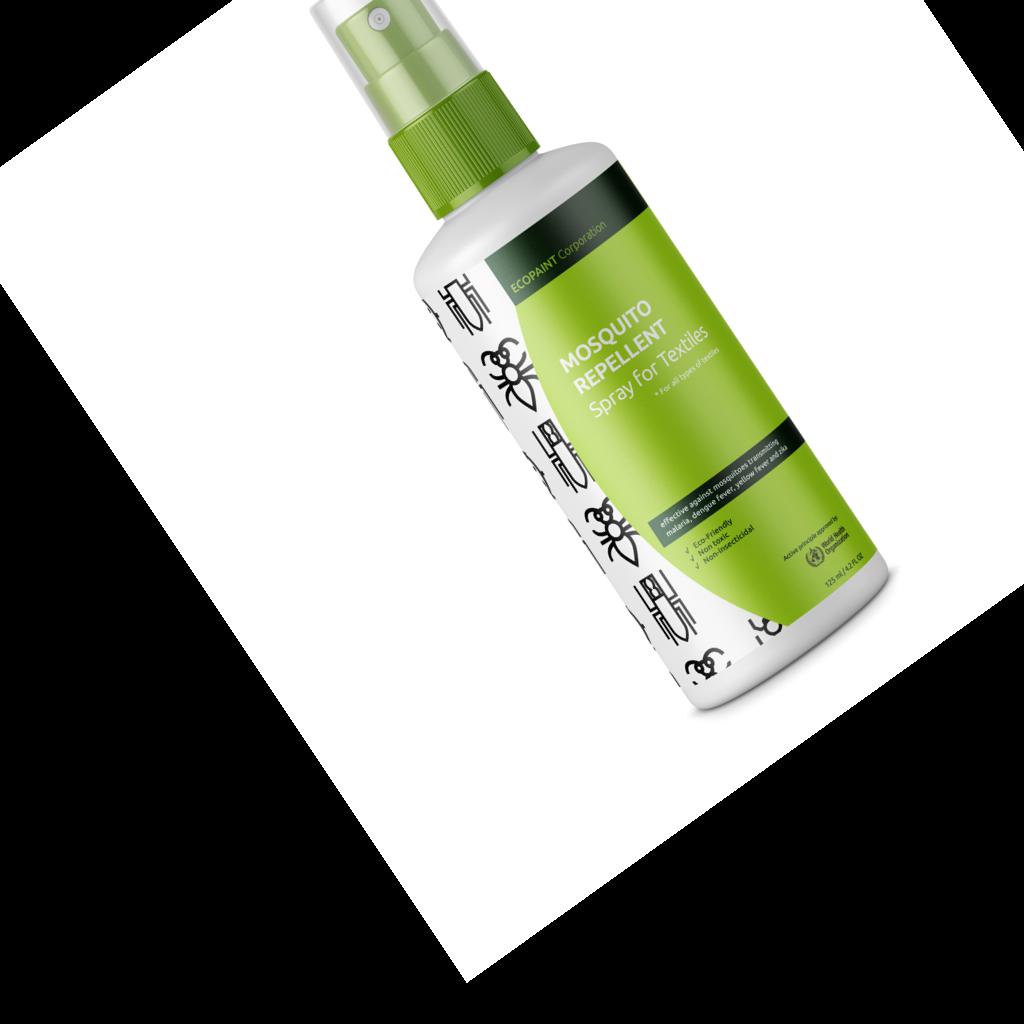 ECOPAINT Corporation
MOSQUITO
REPELLENT
Spray for Textiles
* For all types of textiles
effective against mosquitoes transmitting
malaria, dengue fever, yellow fever and zika
✓ Eco-Friendly
✓ Non toxic
✓ Non-insecticidal
Active principle approved by
World Health
Organization
125 ml / 4.2 fl. OZ